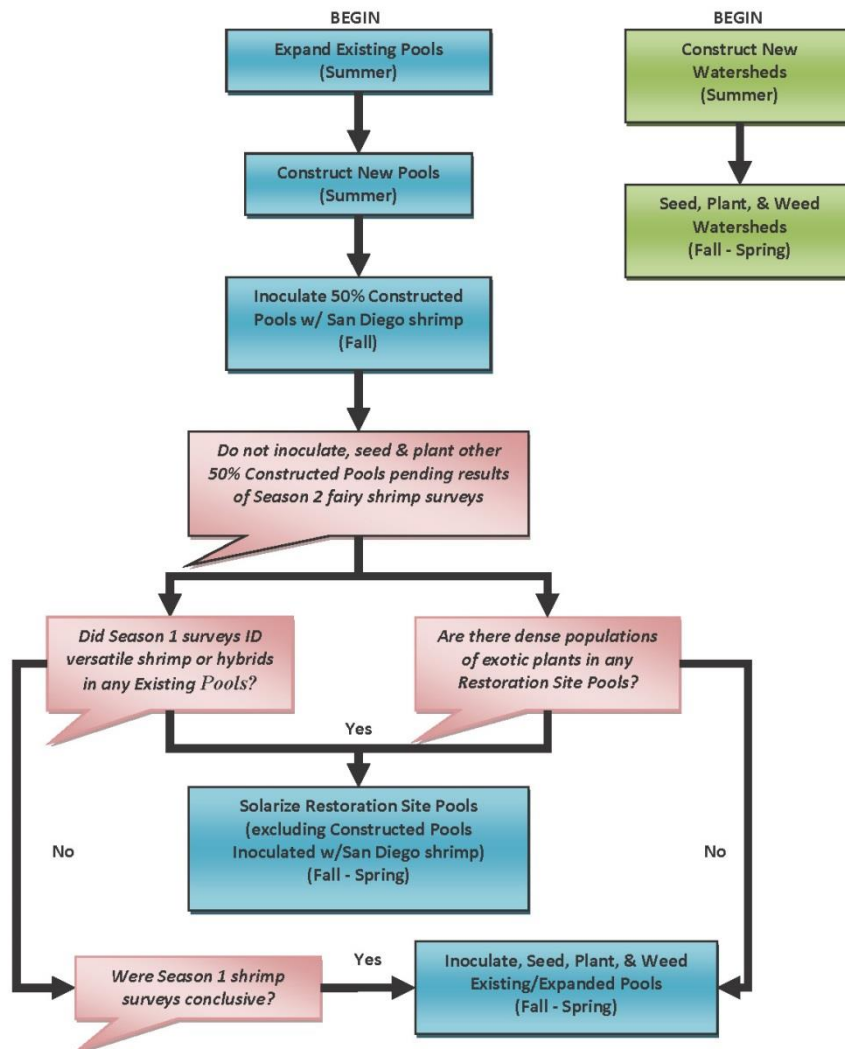 BEGIN
Expand Existing Pools
(Summer)
Construct New Pools
(Summer)
Inoculate 50% Constructed
Pools w/ San Diego shrimp
(Fall)
Do not inoculate, seed & plant other
50% Constructed Pools pending results
of Season 2 fairy shrimp surveys
Did Season 1 surveys ID
versatile shrimp or hybrids
in any Existing Pools?
Are there dense populations
of exotic plants in any
Restoration Site Pools?
Yes
Solarize Restoration Site Pools
(excluding Constructed Pools
Inoculated w/San Diego shrimp)
(Fall - Spring)
No
No
Were Season 1 shrimp
surveys conclusive?
Yes
Inoculate, Seed, Plant, & Weed
Existing/Expanded Pools
(Fall - Spring)
BEGIN
Construct New
Watersheds
(Summer)
Seed, Plant, & Weed
Watersheds
(Fall - Spring)